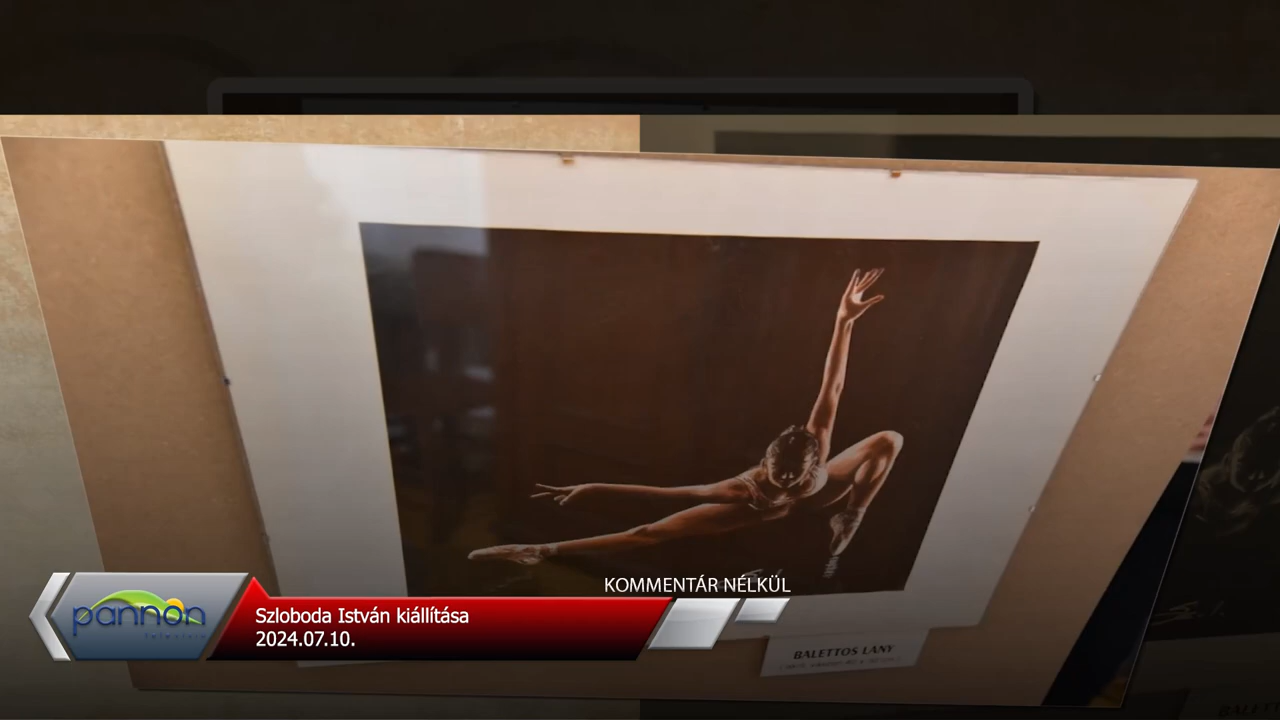 KOMMENTÁR NÉLKÜL
pannon
Szloboda István kiállítása
2024.07.10.
BALETTOS LÁNY